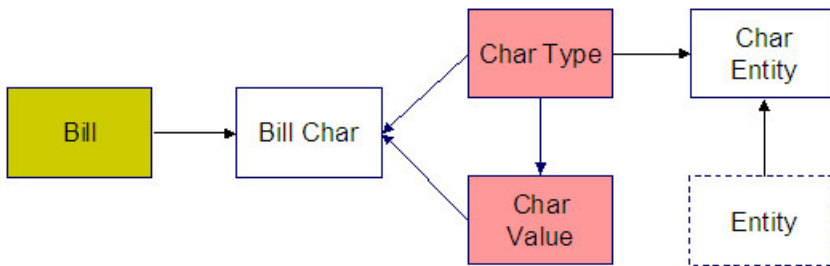 Bill
Bill Char
Char Type
Char
Value
Char
Entity
Entity